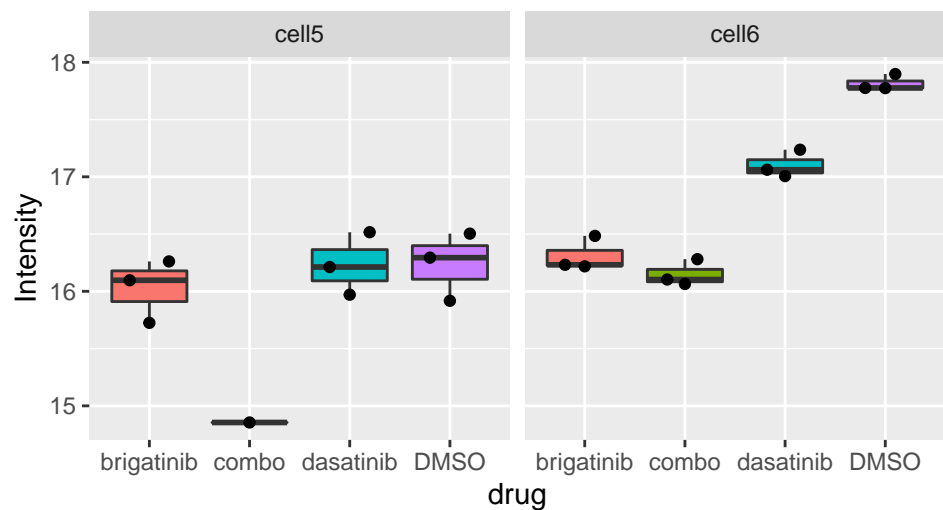 cell5 cell6
18
17
16
15
Intensity
brigatinib combo dasatinib DMSO brigatinib combo dasatinib DMSO
drug